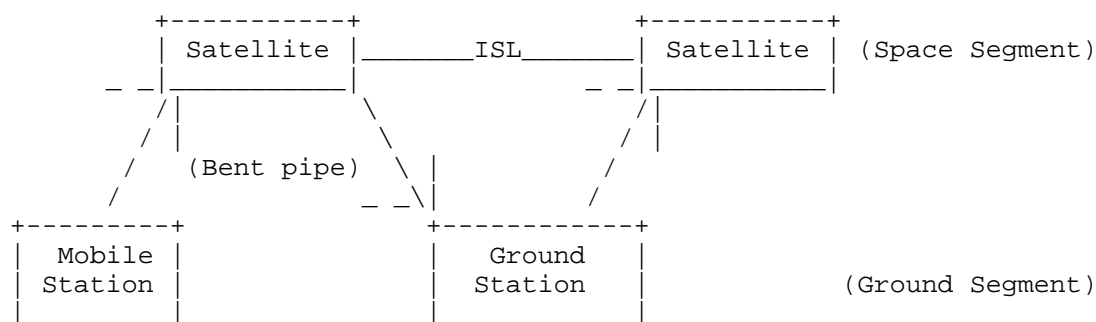 Satellite ISL Satellite (Space Segment)
(Bent pipe)
Mobile Ground
Station Station (Ground Segment)